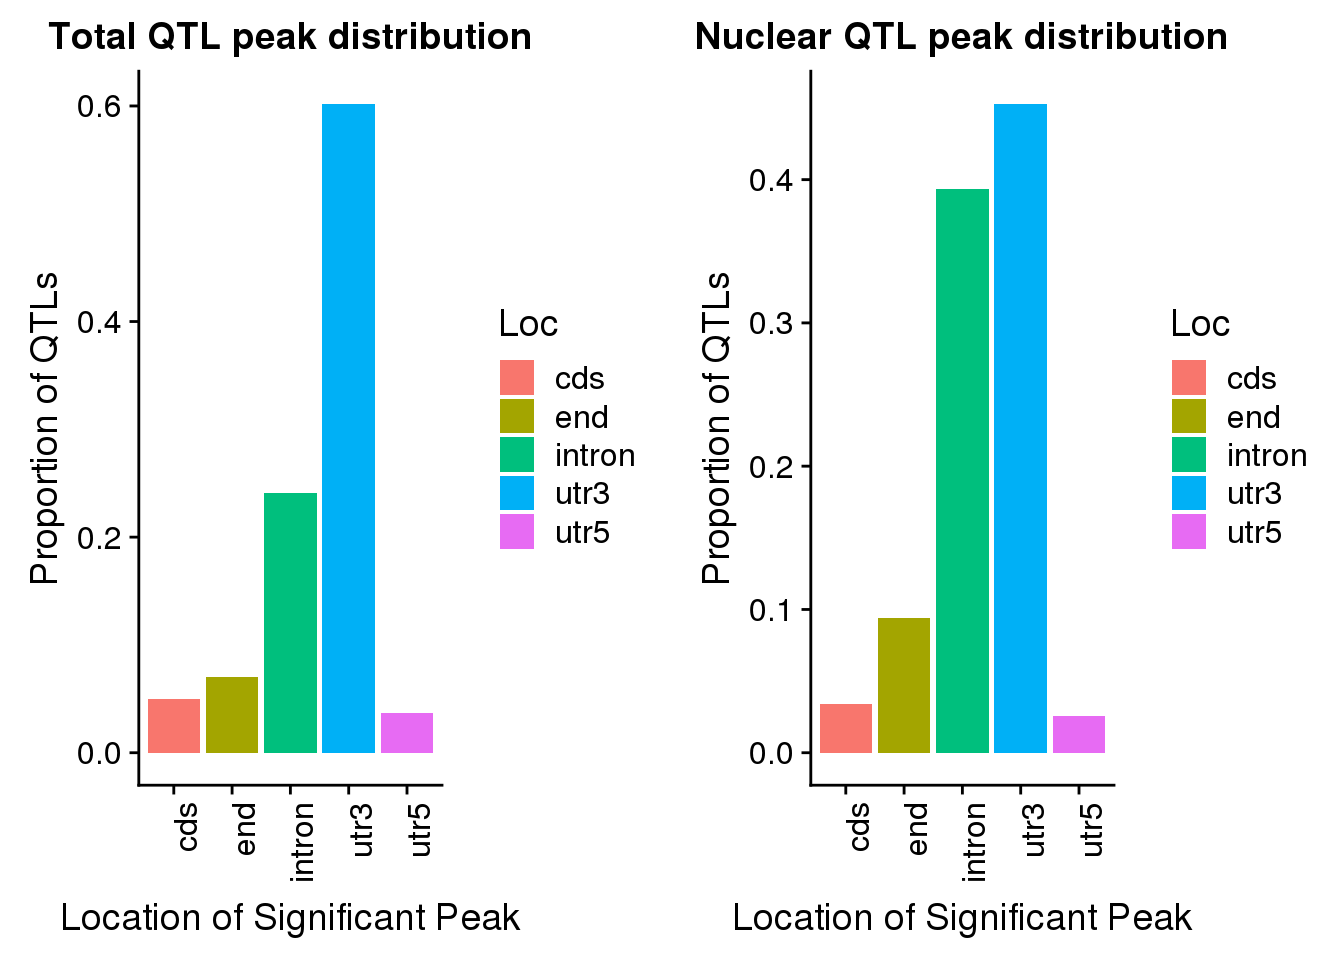 Total QTL peak distribution
Proportion of QTLs
0.6
0.4
0.2
0.0
cds
end
intron
utr3
utr5
Location of Significant Peak
Loc
cds
end
intron
utr3
utr5
Nuclear QTL peak distribution
Proportion of QTLs
0.4
0.3
0.2
0.1
0.0
cds
end
intron
utr3
utr5
Location of Significant Peak
Loc
cds
end
intron
utr3
utr5